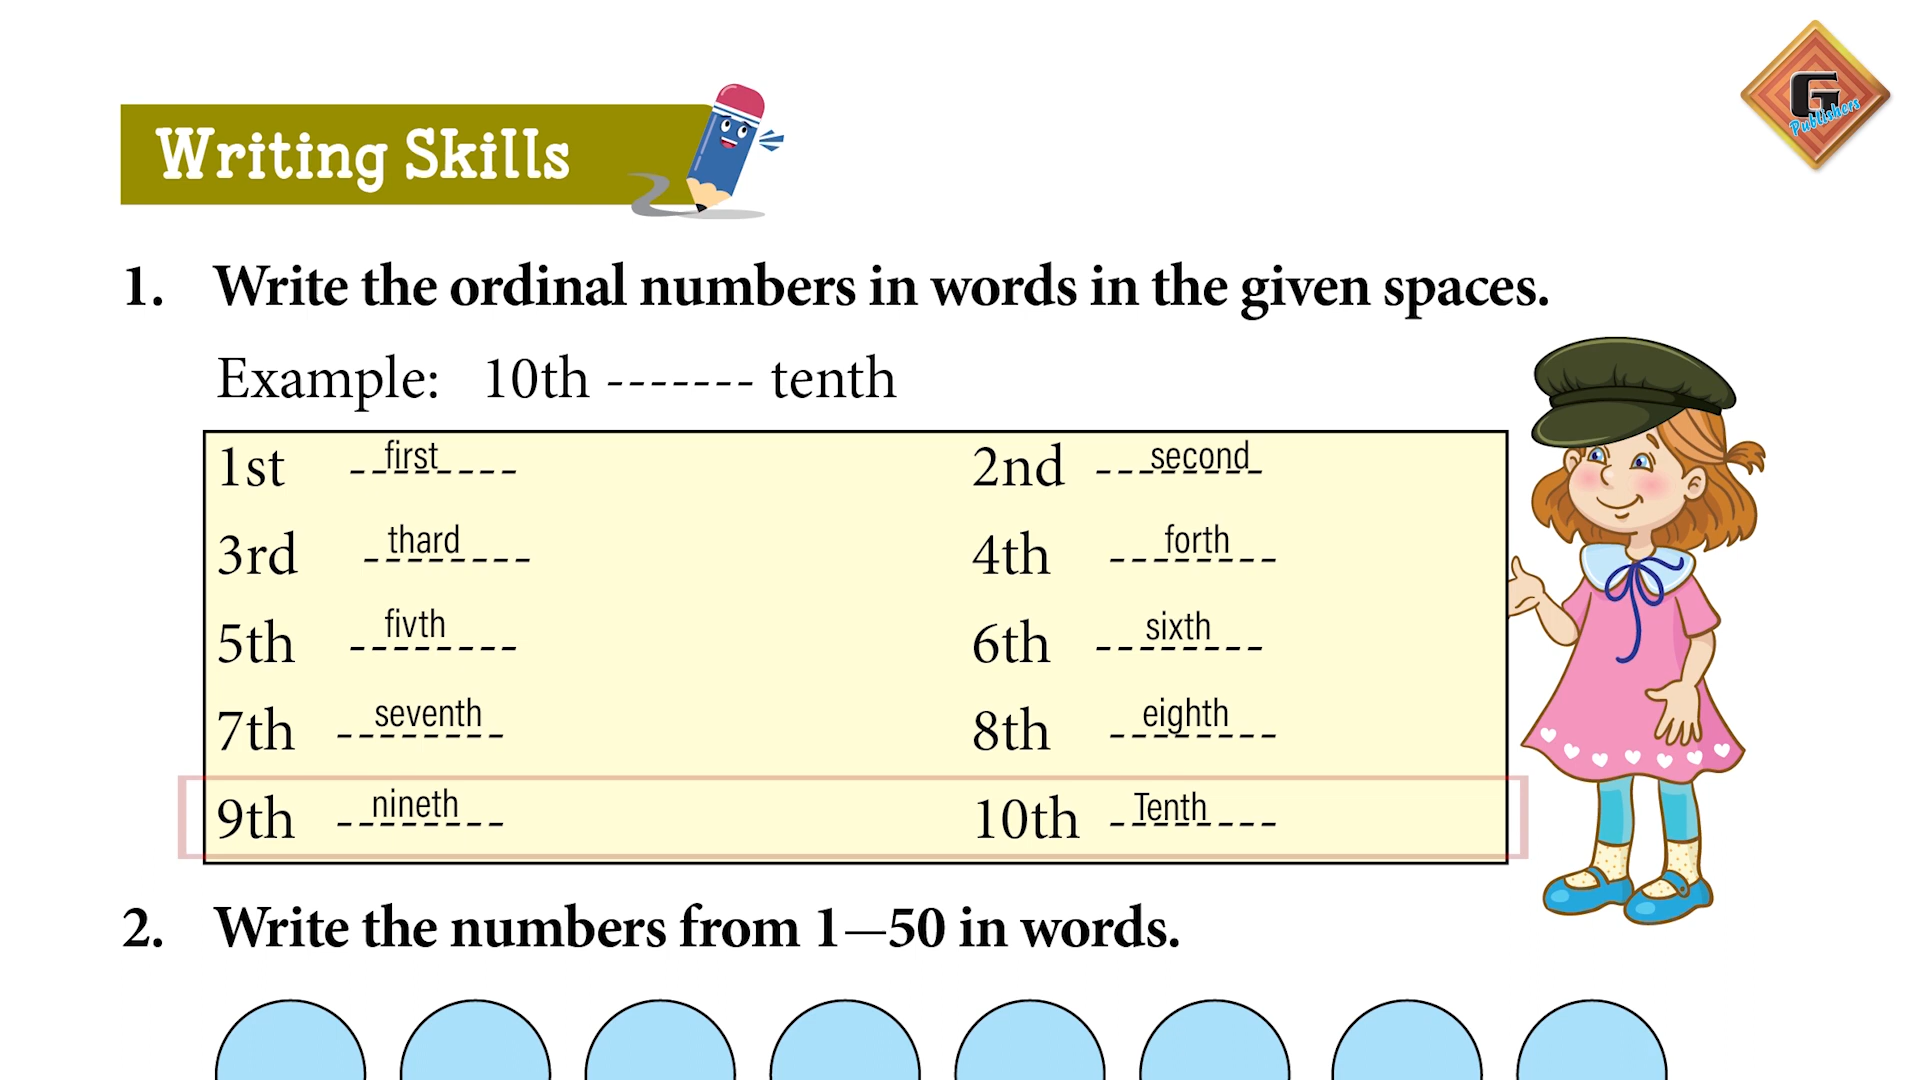 G
Publishers
Writing Skills
1. Write the ordinal numbers in words in the given spaces.
Example: 10th ------- tenth
1st --first---- 2nd ---second-
3rd -thard---- 4th ---forth--
5th -fivth---- 6th ---sixth--
7th --seventh- 8th ---eighth--
9th --nineth-- 10th --Tenth---
2. Write the numbers from 1—50 in words.